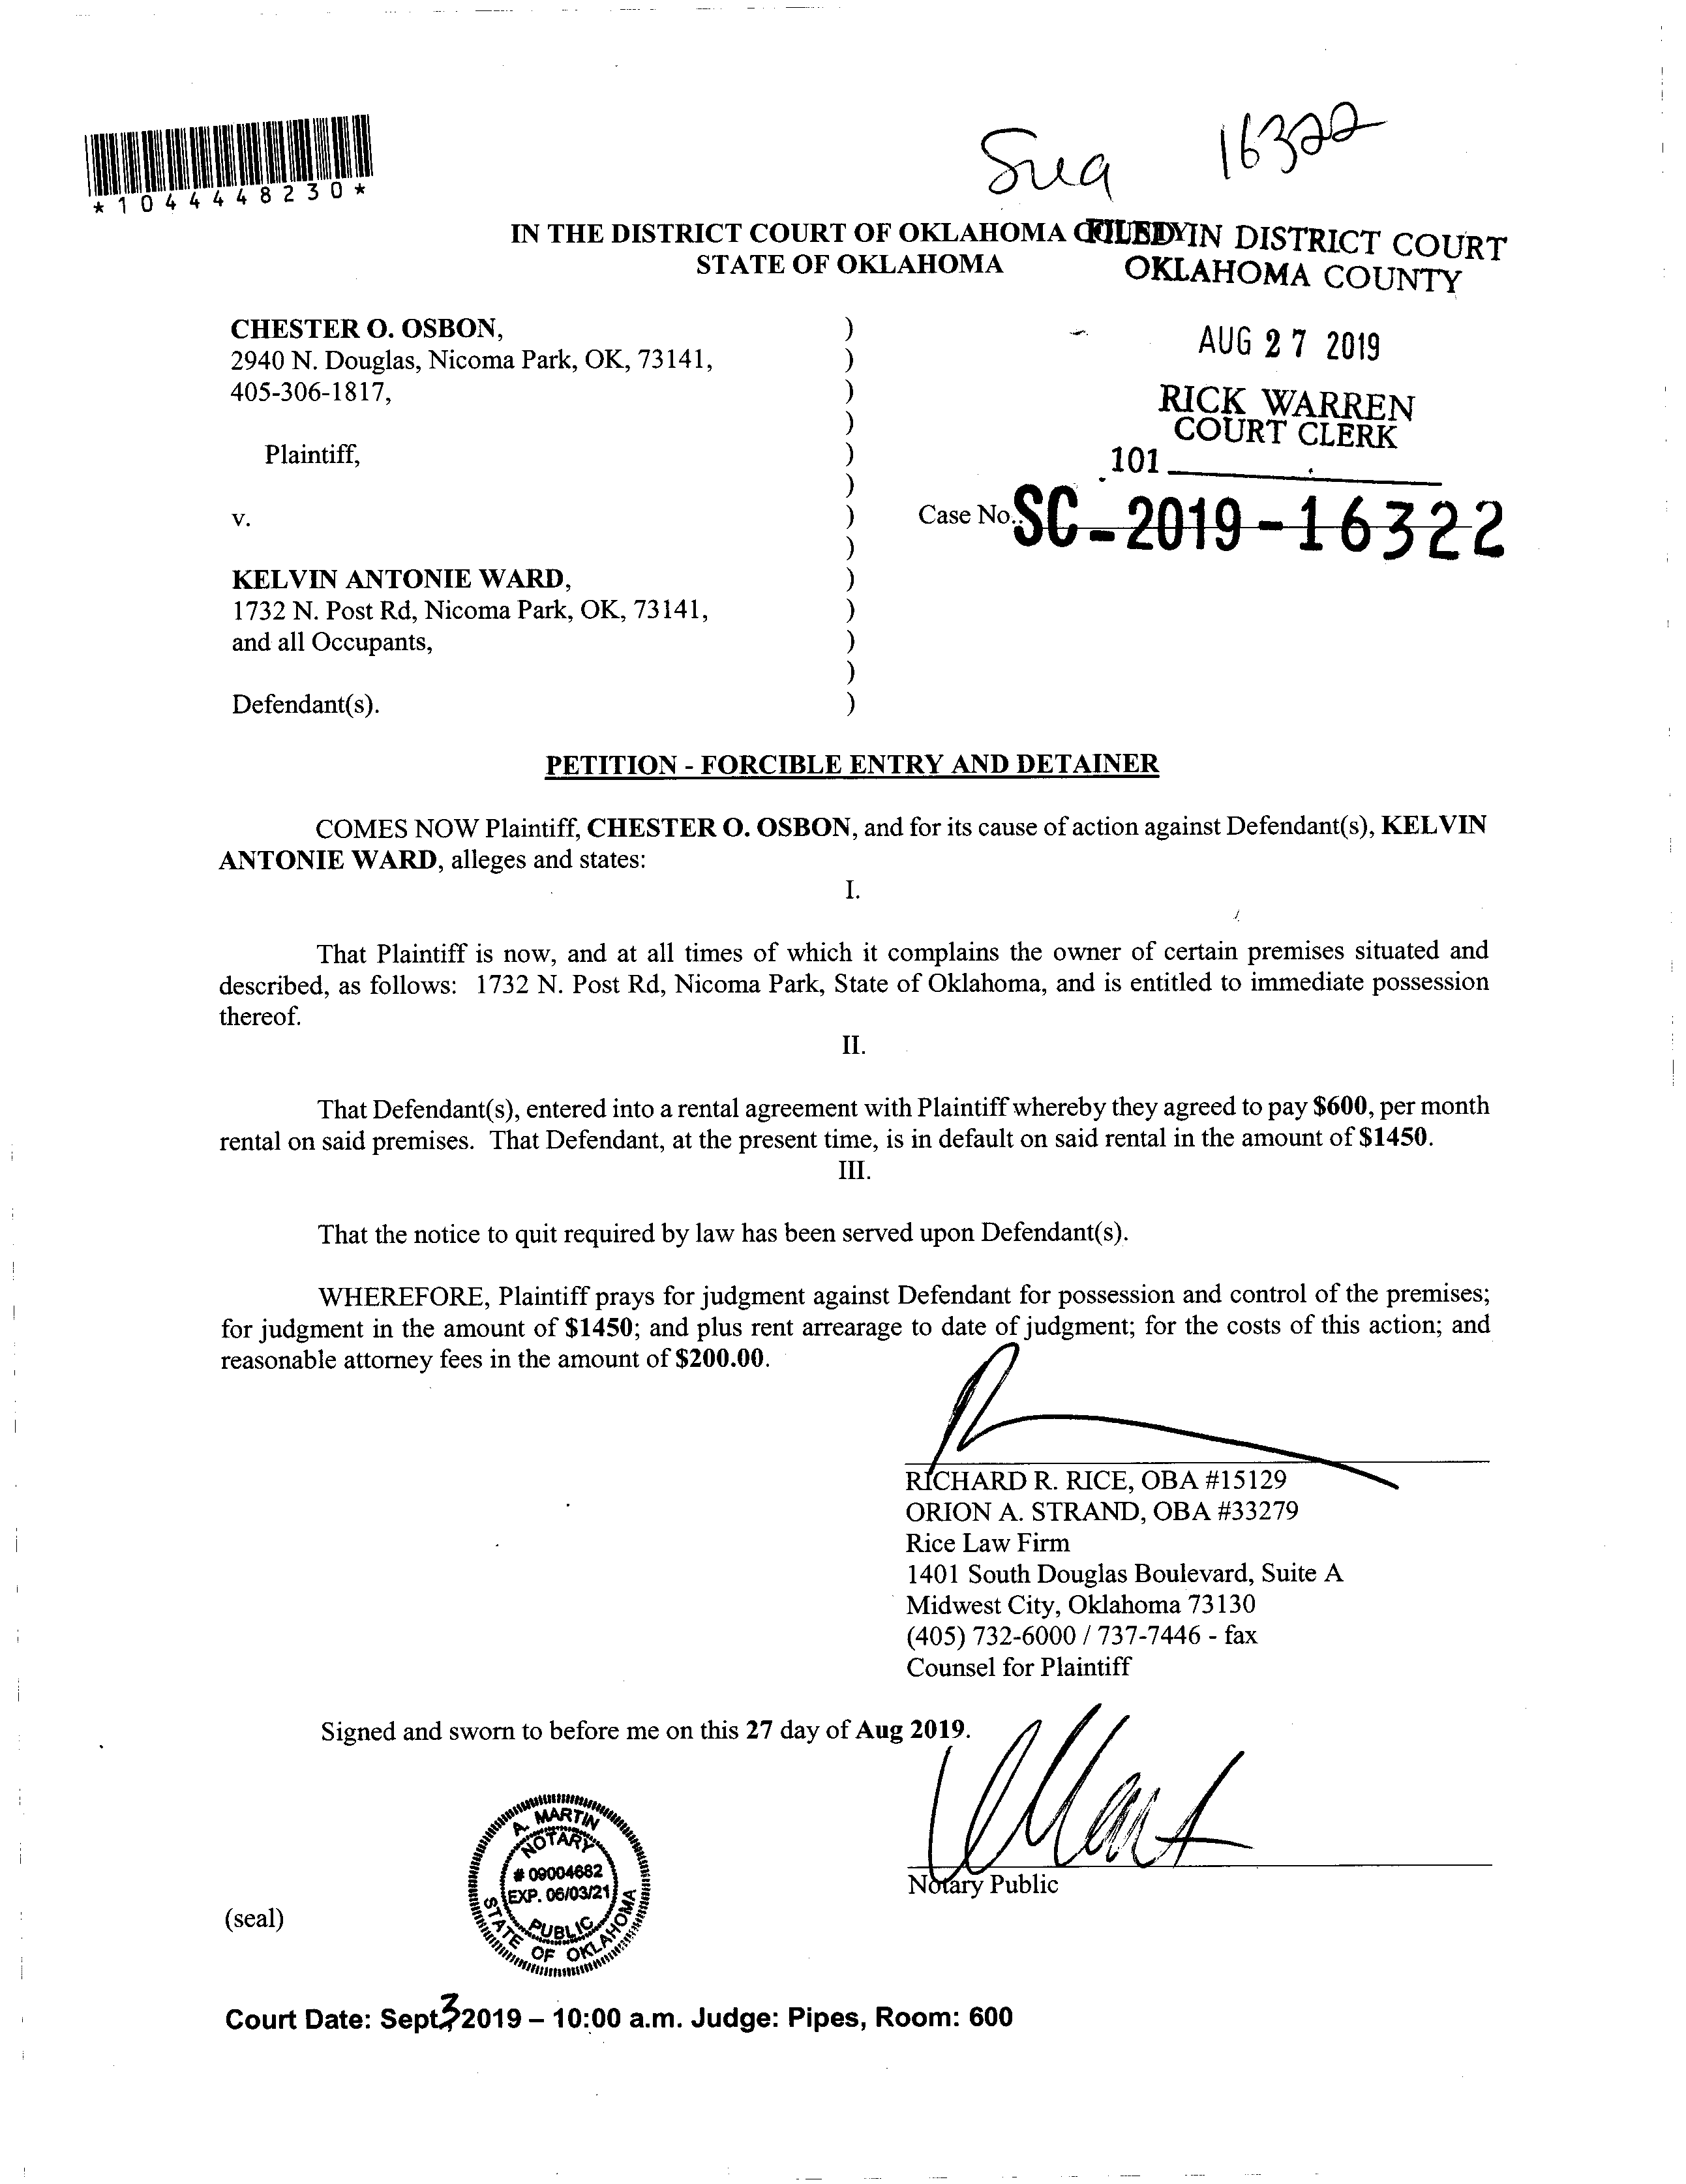 *1044448230*
Sua 16322
IN THE DISTRICT COURT OF OKLAHOMA COUNTY
STATE OF OKLAHOMA
FILED IN DISTRICT COURT
OKLAHOMA COUNTY
AUG 27 2019
RICK WARREN
COURT CLERK
101
CHESTER O. OSBON, )
2940 N. Douglas, Nicoma Park, OK, 73141, )
405-306-1817, )
)
Plaintiff, )
)
v. ) Case No.: SC-2019-16322
)
KELVIN ANTONIE WARD, )
1732 N. Post Rd, Nicoma Park, OK, 73141, )
and all Occupants, )
)
Defendant(s). )
PETITION - FORCIBLE ENTRY AND DETAINER
COMES NOW Plaintiff, CHESTER O. OSBON, and for its cause of action against Defendant(s), KELVIN
ANTONIE WARD, alleges and states:
I.
That Plaintiff is now, and at all times of which it complains the owner of certain premises situated and
described, as follows: 1732 N. Post Rd, Nicoma Park, State of Oklahoma, and is entitled to immediate possession
thereof.
II.
That Defendant(s), entered into a rental agreement with Plaintiff whereby they agreed to pay $600, per month
rental on said premises. That Defendant, at the present time, is in default on said rental in the amount of $1450.
III.
That the notice to quit required by law has been served upon Defendant(s).
WHEREFORE, Plaintiff prays for judgment against Defendant for possession and control of the premises;
for judgment in the amount of $1450; and plus rent arrearage to date of judgment; for the costs of this action; and
reasonable attorney fees in the amount of $200.00.
RICHARD R. RICE, OBA #15129
ORION A. STRAND, OBA #33279
Rice Law Firm
1401 South Douglas Boulevard, Suite A
Midwest City, Oklahoma 73130
(405) 732-6000 / 737-7446 - fax
Counsel for Plaintiff
Signed and sworn to before me on this 27 day of Aug 2019.
Notary Public
A. MARTIN
NOTARY
# 09004682
EXP. 06/03/21
PUBLIC
STATE OF OKLAHOMA
(seal)
Court Date: Sept 3, 2019 – 10:00 a.m. Judge: Pipes, Room: 600